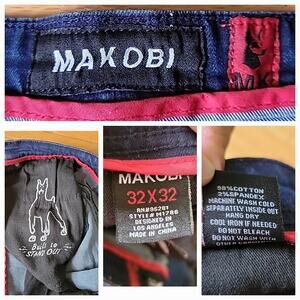 MAKOBI
M
Built to
STAND OUT
MAKOBI
32X32
RN#95281
STYLE# M1786
DESIGNED IN
LOS ANGELES
MADE IN CHINA
98%COTTON
2%SPANDEX
MACHINE WASH COLD
SEPARATELY INSIDE OUT
HANG DRY
COOL IRON IF NEEDED
DO NOT BLEACH
DO NOT WASH WITH
OTHER